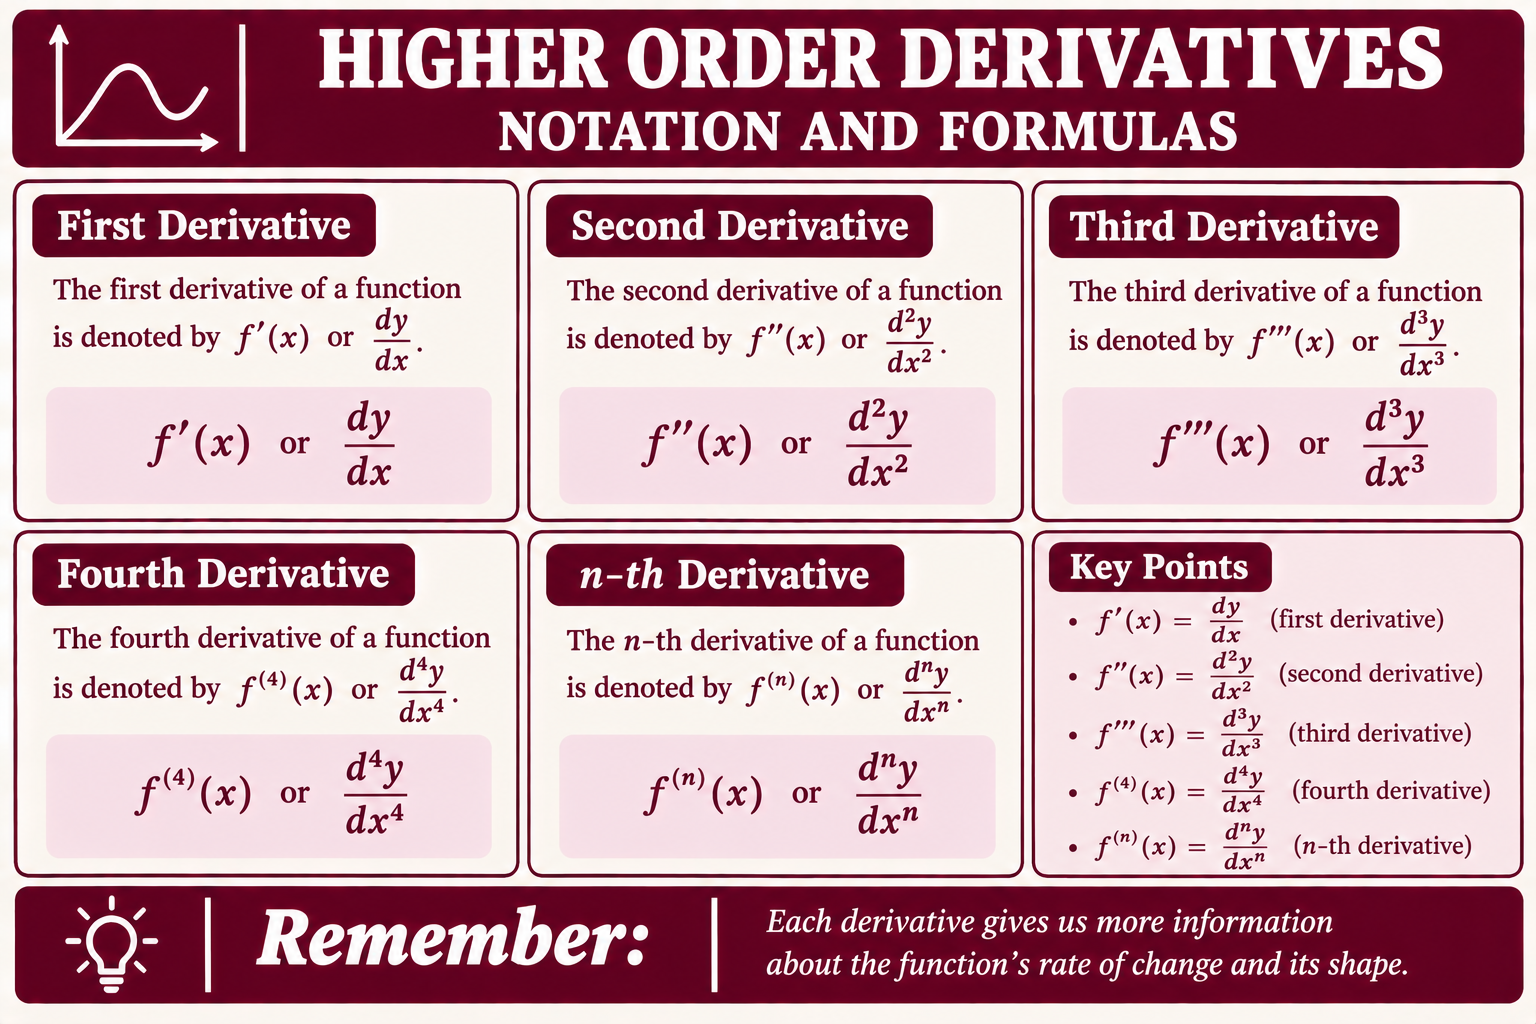 HIGHER ORDER DERIVATIVES
NOTATION AND FORMULAS
First Derivative
The first derivative of a function
is denoted by f′(x) or dy/dx.
f′(x) or dy/dx
Second Derivative
The second derivative of a function
is denoted by f″(x) or d²y/dx².
f″(x) or d²y/dx²
Third Derivative
The third derivative of a function
is denoted by f‴(x) or d³y/dx³.
f‴(x) or d³y/dx³
Fourth Derivative
The fourth derivative of a function
is denoted by f⁽⁴⁾(x) or d⁴y/dx⁴.
f⁽⁴⁾(x) or d⁴y/dx⁴
n-th Derivative
The n-th derivative of a function
is denoted by f⁽ⁿ⁾(x) or dⁿy/dxⁿ.
f⁽ⁿ⁾(x) or dⁿy/dxⁿ
Key Points
• f′(x) = dy/dx (first derivative)
• f″(x) = d²y/dx² (second derivative)
• f‴(x) = d³y/dx³ (third derivative)
• f⁽⁴⁾(x) = d⁴y/dx⁴ (fourth derivative)
• f⁽ⁿ⁾(x) = dⁿy/dxⁿ (n-th derivative)
Remember:
Each derivative gives us more information
about the function's rate of change and its shape.